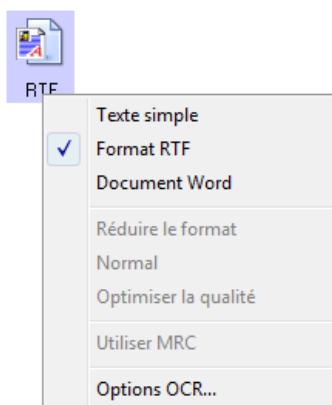 RTF
Texte simple
Format RTF
Document Word
Réduire le format
Normal
Optimiser la qualité
Utiliser MRC
Options OCR...